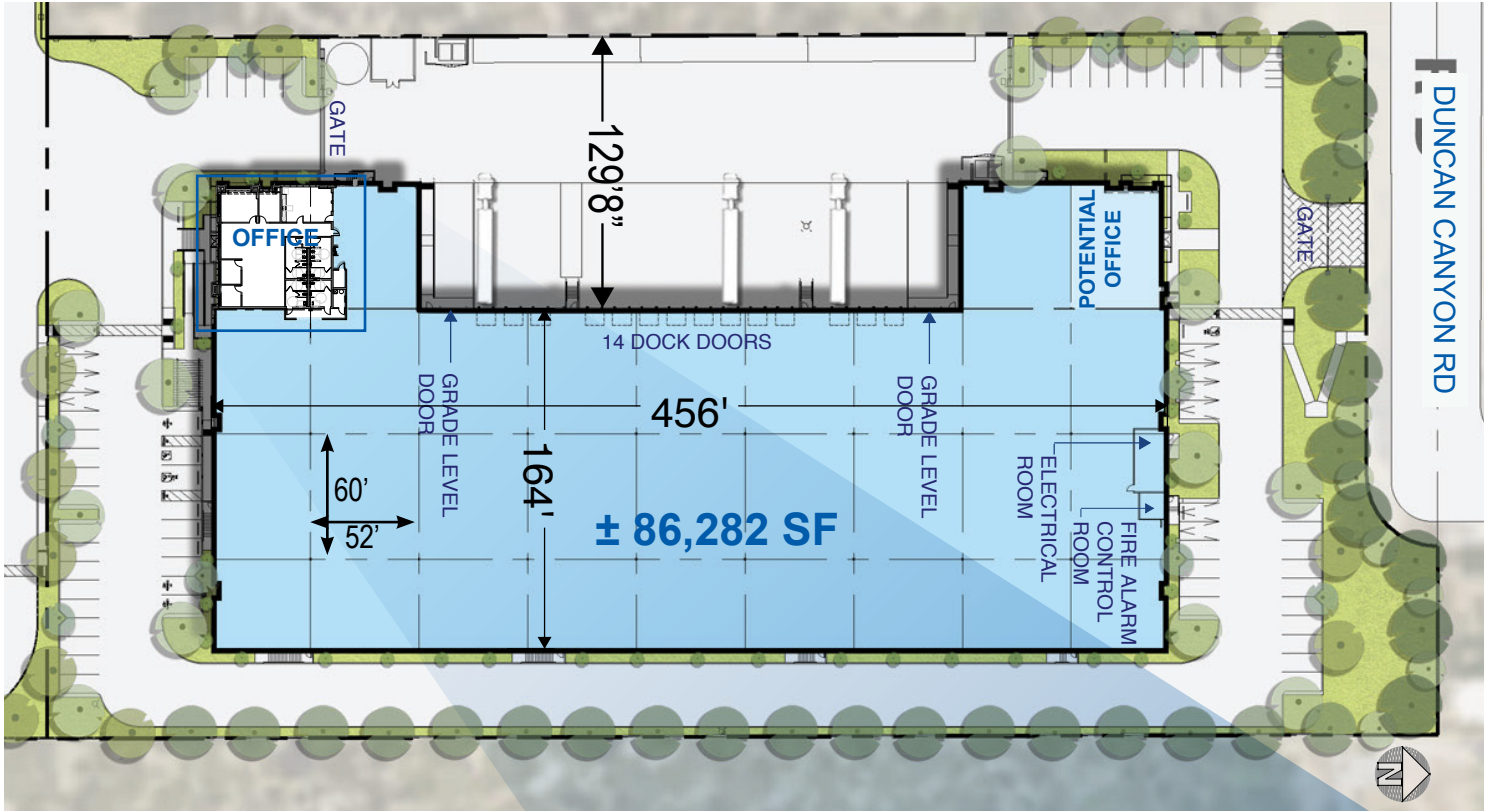 GATE
129'8”
DUNCAN CANYON RD
OFFICE
POTENTIAL
OFFICE
GATE
14 DOCK DOORS
GRADE LEVEL
DOOR
456'
GRADE LEVEL
DOOR
164'
60’
52’
± 86,282 SF
ELECTRICAL
ROOM
FIRE ALARM
CONTROL
ROOM
N